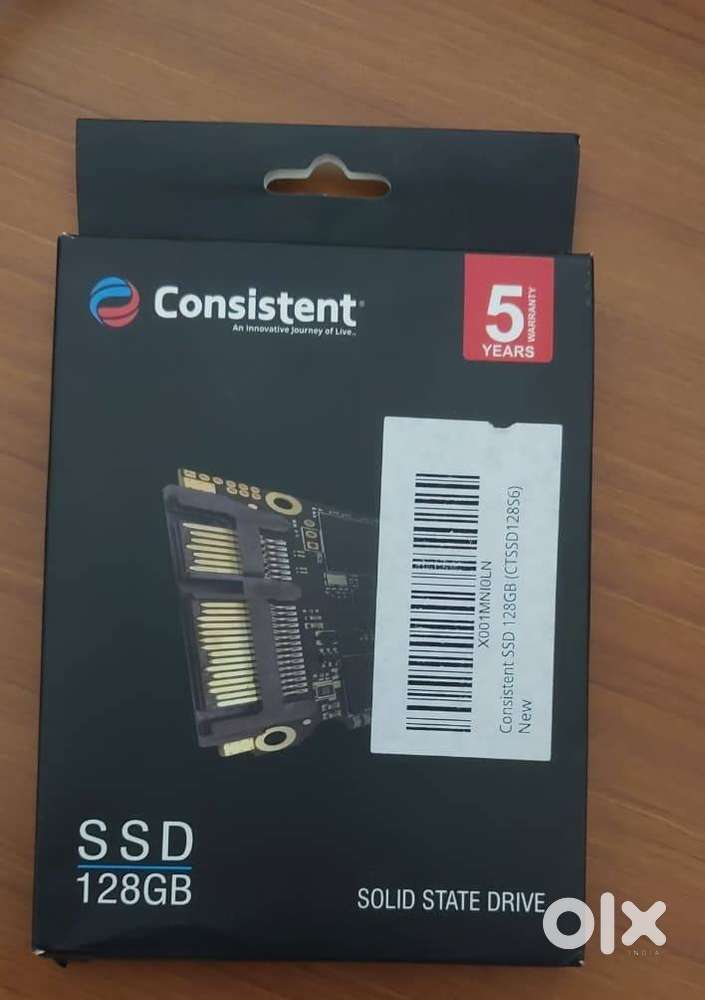 Consistent
An Innovative Journey of Live..
5
YEARS
WARRANTY
X001MNI0LN
Consistent SSD 128GB (CTSSD128S6)
New
SSD
128GB
SOLID STATE DRIVE
olx
INDIA